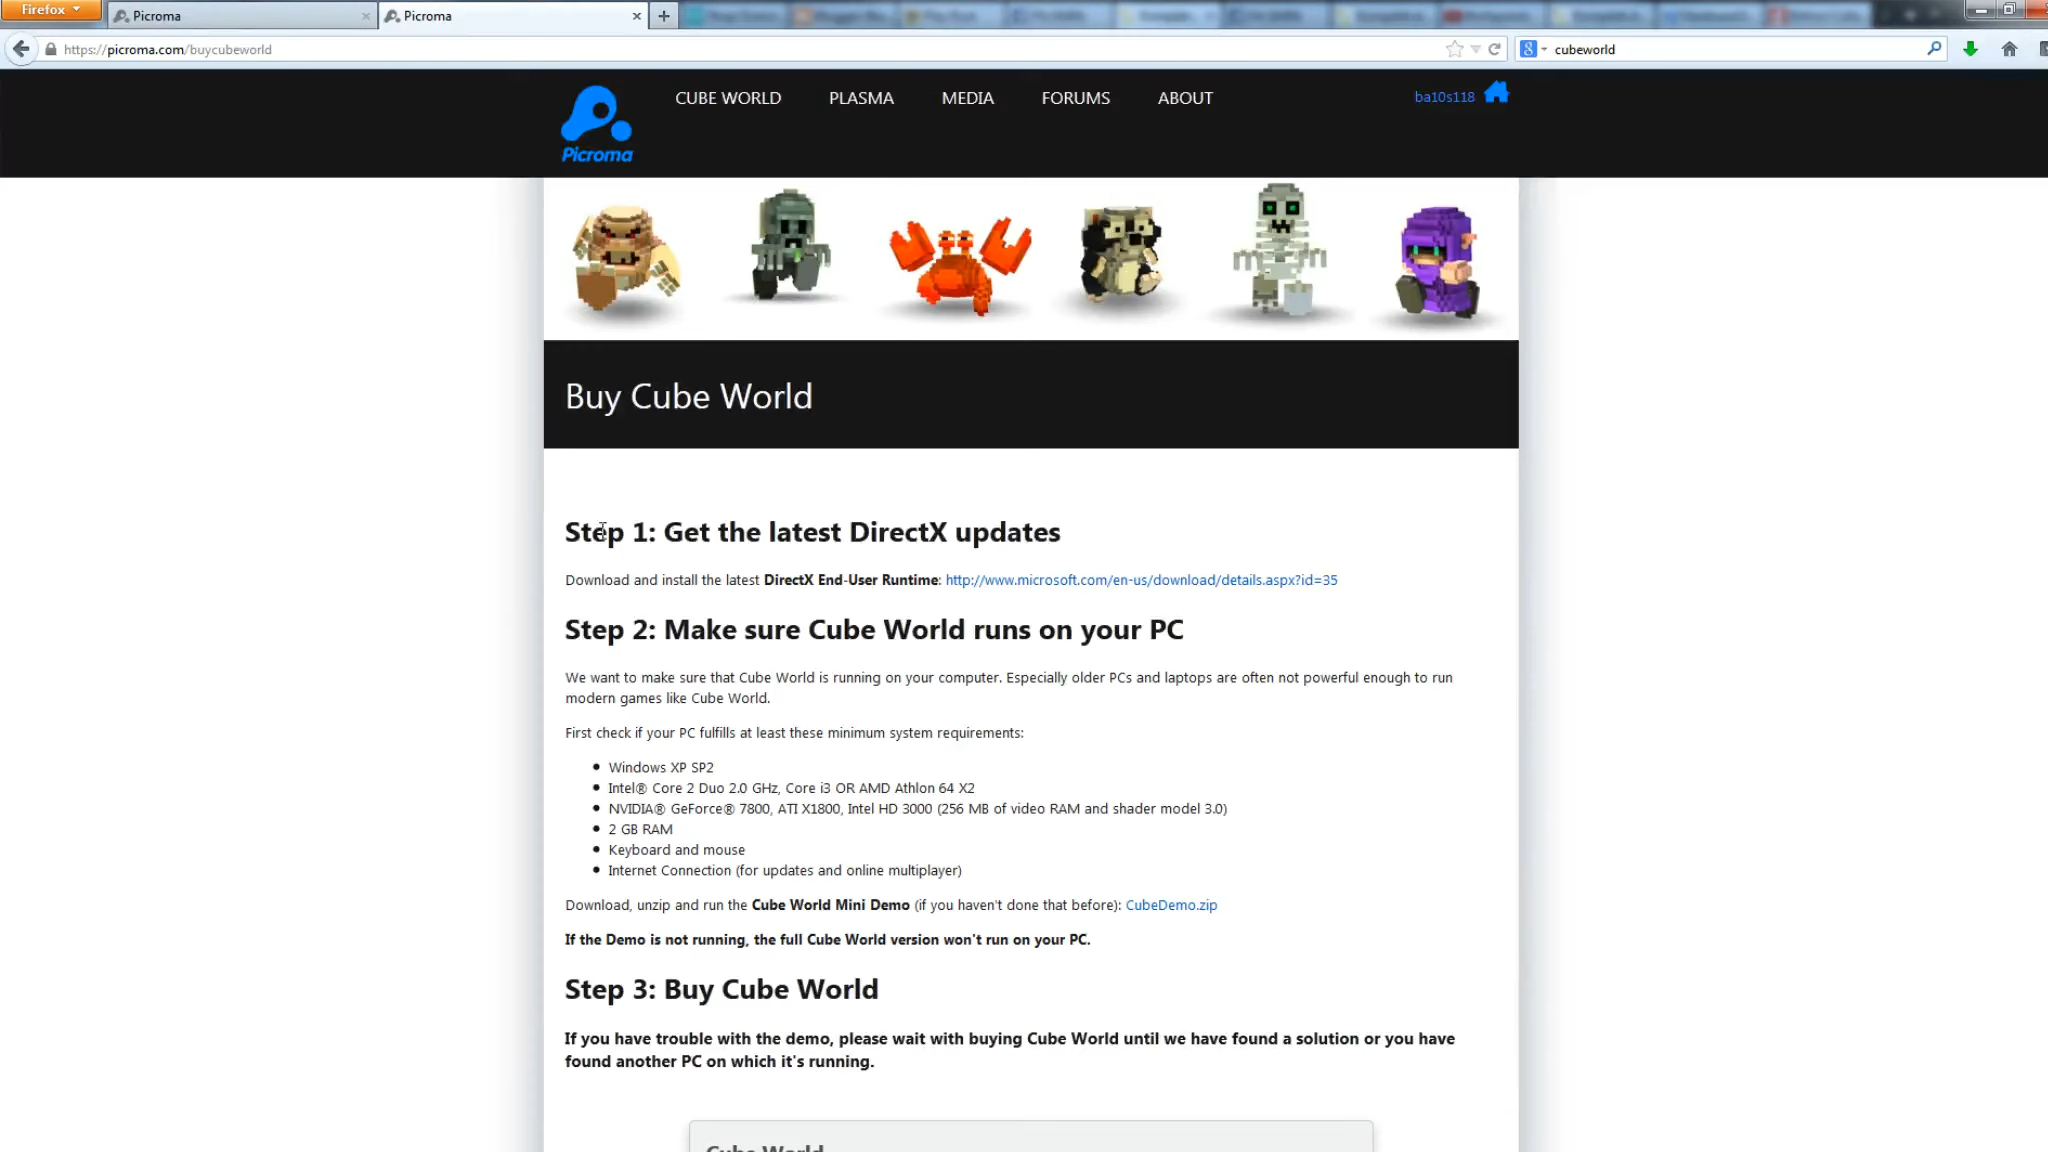 Firefox
Picroma
Picroma
https://picroma.com/buycubeworld
cubeworld
Picroma
CUBE WORLD
PLASMA
MEDIA
FORUMS
ABOUT
ba10s118
Buy Cube World
Step 1: Get the latest DirectX updates
Download and install the latest DirectX End-User Runtime: http://www.microsoft.com/en-us/download/details.aspx?id=35
Step 2: Make sure Cube World runs on your PC
We want to make sure that Cube World is running on your computer. Especially older PCs and laptops are often not powerful enough to run
modern games like Cube World.
First check if your PC fulfills at least these minimum system requirements:
Windows XP SP2
Intel® Core 2 Duo 2.0 GHz, Core i3 OR AMD Athlon 64 X2
NVIDIA® GeForce® 7800, ATI X1800, Intel HD 3000 (256 MB of video RAM and shader model 3.0)
2 GB RAM
Keyboard and mouse
Internet Connection (for updates and online multiplayer)
Download, unzip and run the Cube World Mini Demo (if you haven't done that before): CubeDemo.zip
If the Demo is not running, the full Cube World version won't run on your PC.
Step 3: Buy Cube World
If you have trouble with the demo, please wait with buying Cube World until we have found a solution or you have
found another PC on which it's running.
Cube World